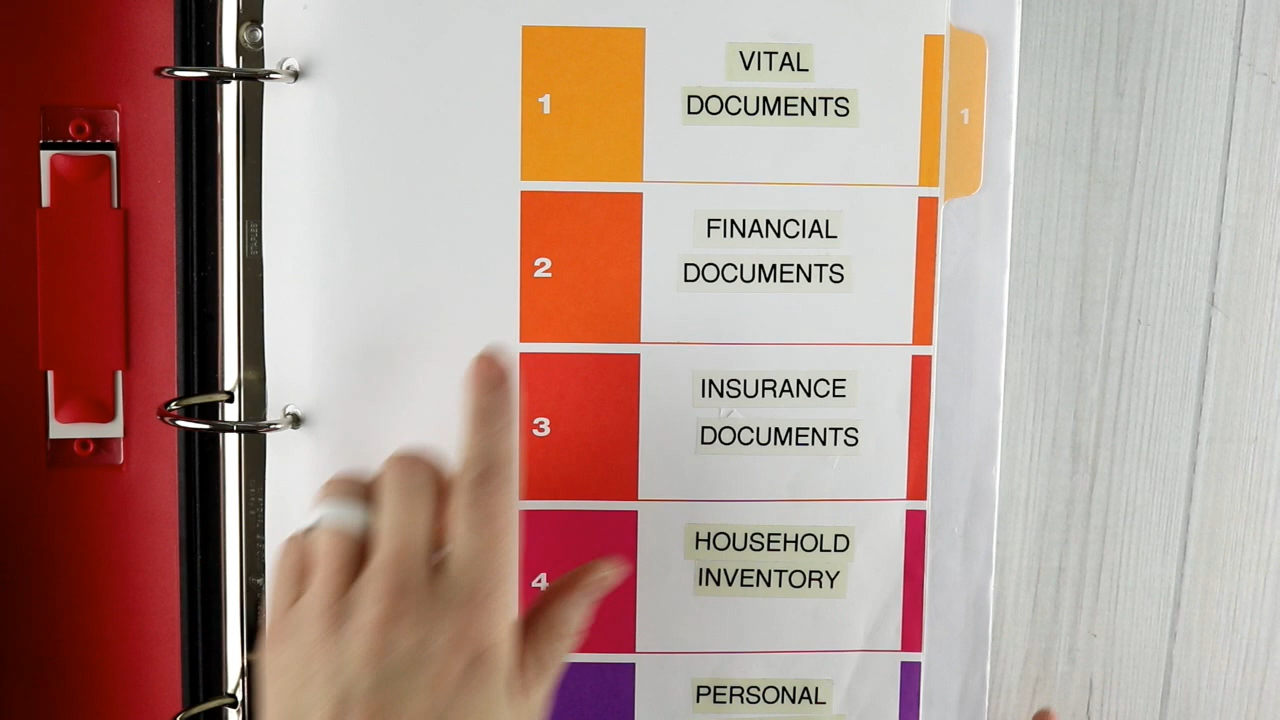 1
VITAL
DOCUMENTS
1
2
FINANCIAL
DOCUMENTS
3
INSURANCE
DOCUMENTS
4
HOUSEHOLD
INVENTORY
PERSONAL